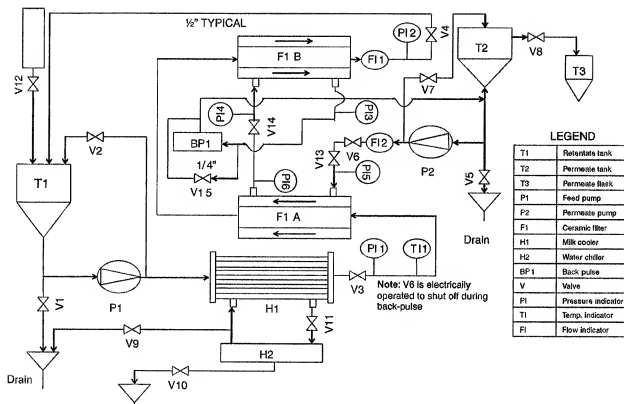 ½" TYPICAL
PI2
V4
F1 B
FI1
T2
V8
T3
V7
V12
PI4
V14
PI3
V2
BP1
V13
V6
FI2
P2
1/4"
V15
T1
PI6
PI5
V5
F1 A
Drain
PI1
TI1
P1
H1
V3
Note: V6 is electrically
operated to shut off during
back-pulse
V1
V11
V9
H2
Drain
V10
LEGEND
T1 Retentate tank
T2 Permeate tank
T3 Permeate flask
P1 Feed pump
P2 Permeate pump
F1 Ceramic filter
H1 Milk cooler
H2 Water chiller
BP1 Back pulse
V Valve
PI Pressure indicator
TI Temp. indicator
FI Flow indicator